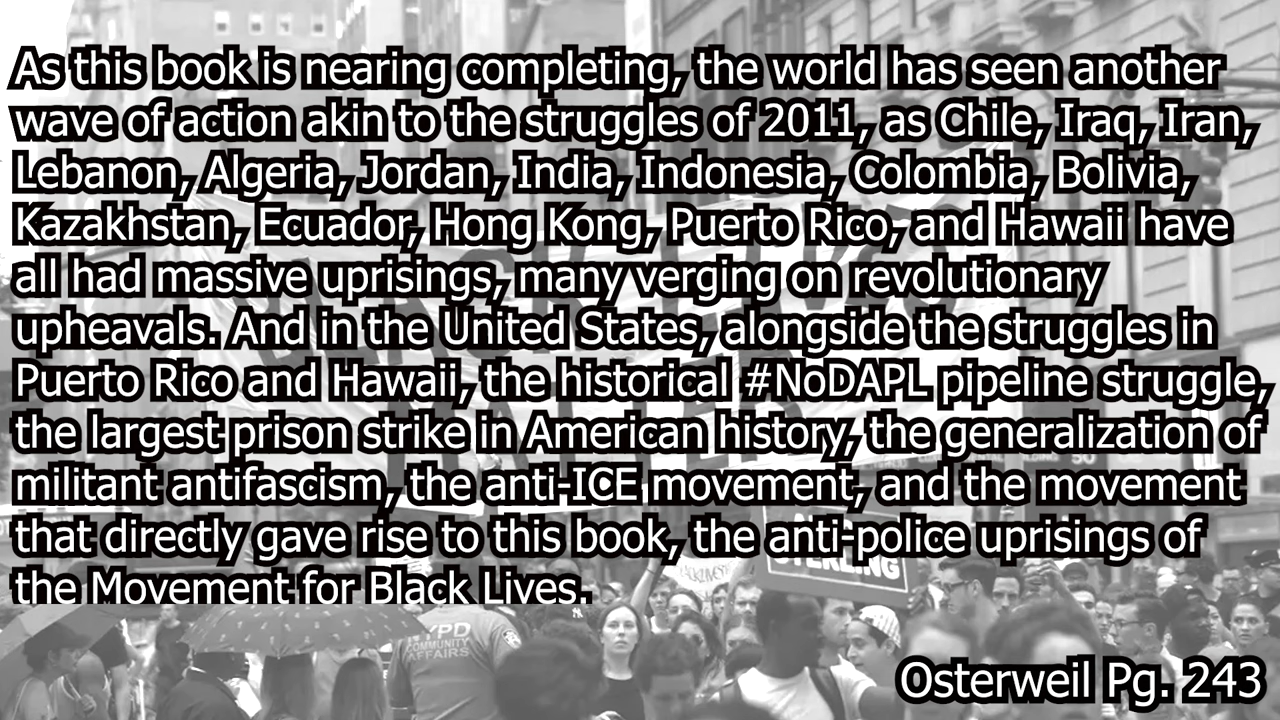 As this book is nearing completing, the world has seen another
wave of action akin to the struggles of 2011, as Chile, Iraq, Iran,
Lebanon, Algeria, Jordan, India, Indonesia, Colombia, Bolivia,
Kazakhstan, Ecuador, Hong Kong, Puerto Rico, and Hawaii have
all had massive uprisings, many verging on revolutionary
upheavals. And in the United States, alongside the struggles in
Puerto Rico and Hawaii, the historical #NoDAPL pipeline struggle,
the largest prison strike in American history, the generalization of
militant antifascism, the anti-ICE movement, and the movement
that directly gave rise to this book, the anti-police uprisings of
the Movement for Black Lives.
STERLING
NYPD
COMMUNITY
AFFAIRS
Osterweil Pg. 243